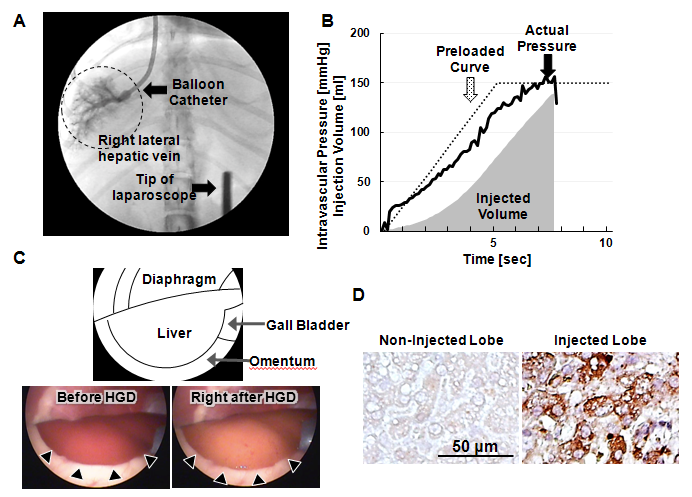 A
Balloon
Catheter
Right lateral
hepatic vein
Tip of
laparoscope
B
Intravascular Pressure [mmHg]
Injection Volume [ml]
200
150
100
50
0
5
10
Time [sec]
Preloaded
Curve
Actual
Pressure
Injected
Volume
C
Diaphragm
Liver
Gall Bladder
Omentum
Before HGD
Right after HGD
D
Non-Injected Lobe
Injected Lobe
50 μm